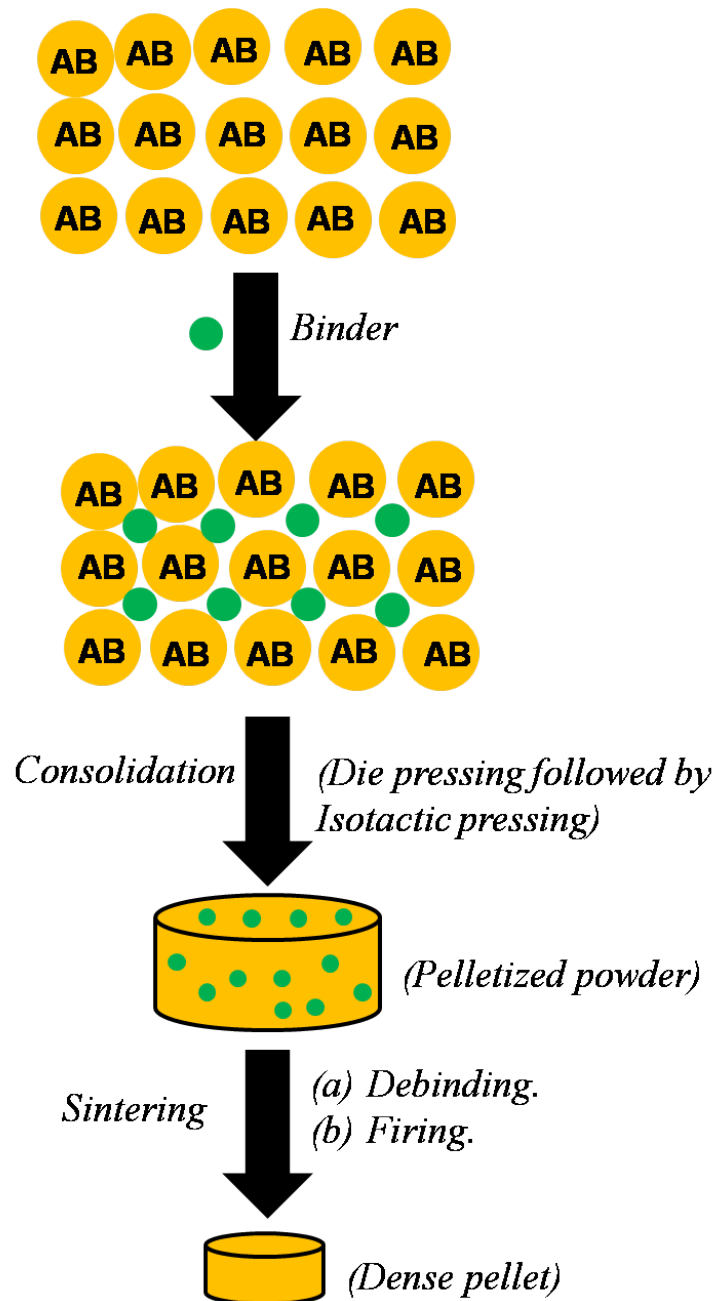 AB AB AB AB AB
AB AB AB AB AB
AB AB AB AB AB
Binder
AB AB AB AB AB
AB AB AB AB AB
AB AB AB AB AB
Consolidation
(Die pressing followed by
Isotactic pressing)
(Pelletized powder)
Sintering
(a) Debinding.
(b) Firing.
(Dense pellet)